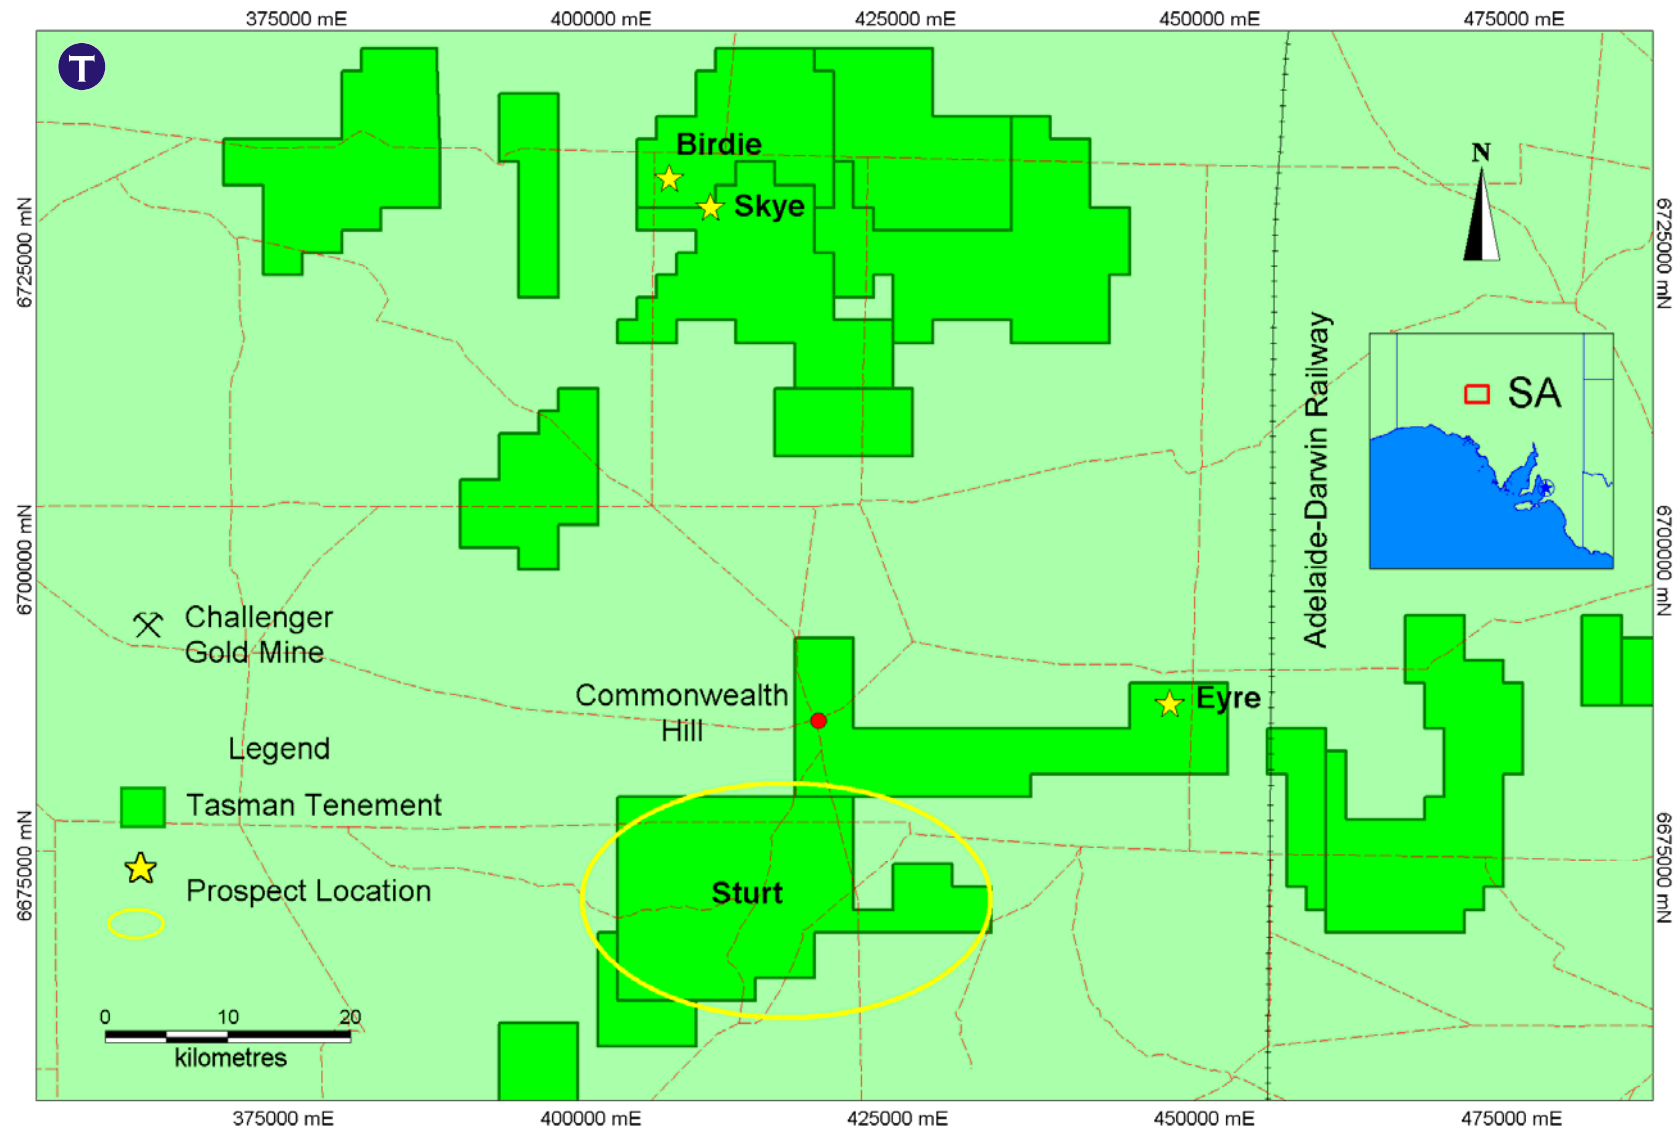 375000 mE
400000 mE
425000 mE
450000 mE
475000 mE
T
Birdie
Skye
N
6725000 mN
6725000 mN
Adelaide-Darwin Railway
SA
6700000 mN
6700000 mN
Challenger
Gold Mine
Commonwealth
Hill
Eyre
Legend
Tasman Tenement
Prospect Location
Sturt
6675000 mN
6675000 mN
0 10 20
kilometres
375000 mE
400000 mE
425000 mE
450000 mE
475000 mE